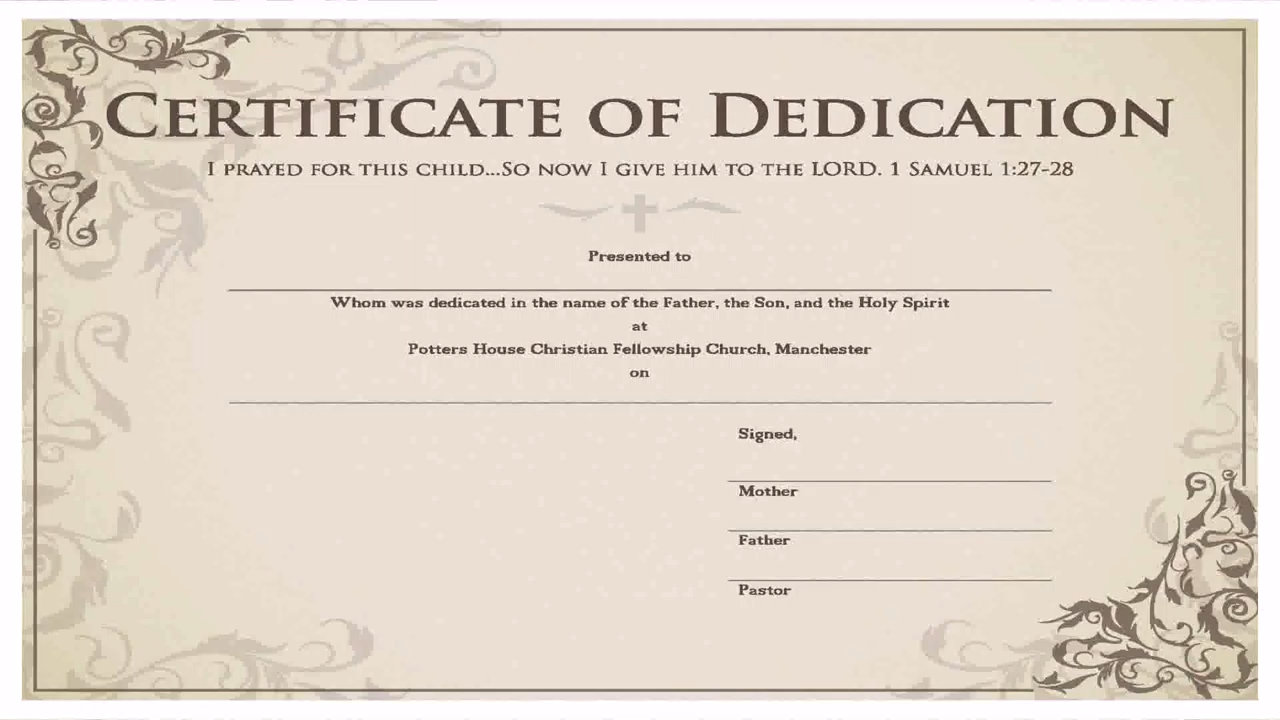 CERTIFICATE OF DEDICATION
I PRAYED FOR THIS CHILD...SO NOW I GIVE HIM TO THE LORD. 1 SAMUEL 1:27-28
Presented to
Whom was dedicated in the name of the Father, the Son, and the Holy Spirit
at
Potters House Christian Fellowship Church, Manchester
on
Signed,
Mother
Father
Pastor